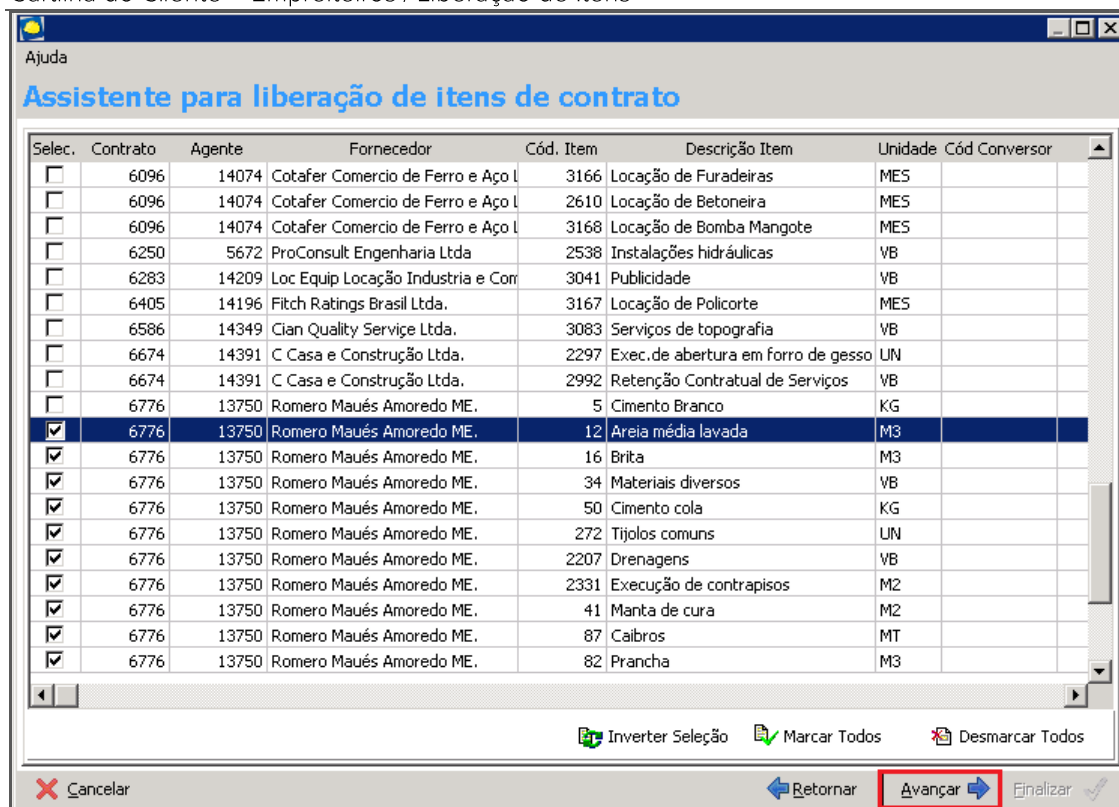 Cartilha do Cliente – Empreiteiros / Liberação de Itens
Ajuda
Assistente para liberação de itens de contrato
Selec. Contrato Agente Fornecedor Cód. Item Descrição Item Unidade Cód Conversor
6096 14074 Cotafer Comercio de Ferro e Aço L 3166 Locação de Furadeiras MES
6096 14074 Cotafer Comercio de Ferro e Aço L 2610 Locação de Betoneira MES
6096 14074 Cotafer Comercio de Ferro e Aço L 3168 Locação de Bomba Mangote MES
6250 5672 ProConsult Engenharia Ltda 2538 Instalações hidráulicas VB
6283 14209 Loc Equip Locação Industria e Com 3041 Publicidade VB
6405 14196 Fitch Ratings Brasil Ltda. 3167 Locação de Policorte MES
6586 14349 Cian Quality Service Ltda. 3083 Serviços de topografia VB
6674 14391 C Casa e Construção Ltda. 2297 Exec.de abertura em forro de gesso UN
6674 14391 C Casa e Construção Ltda. 2992 Retenção Contratual de Serviços VB
6776 13750 Romero Maués Amoredo ME. 5 Cimento Branco KG
6776 13750 Romero Maués Amoredo ME. 12 Areia média lavada M3
6776 13750 Romero Maués Amoredo ME. 16 Brita M3
6776 13750 Romero Maués Amoredo ME. 34 Materiais diversos VB
6776 13750 Romero Maués Amoredo ME. 50 Cimento cola KG
6776 13750 Romero Maués Amoredo ME. 272 Tijolos comuns UN
6776 13750 Romero Maués Amoredo ME. 2207 Drenagens VB
6776 13750 Romero Maués Amoredo ME. 2331 Execução de contrapisos M2
6776 13750 Romero Maués Amoredo ME. 41 Manta de cura M2
6776 13750 Romero Maués Amoredo ME. 87 Caibros MT
6776 13750 Romero Maués Amoredo ME. 82 Prancha M3
Inverter Seleção Marcar Todos Desmarcar Todos
Cancelar Retornar Avançar Finalizar